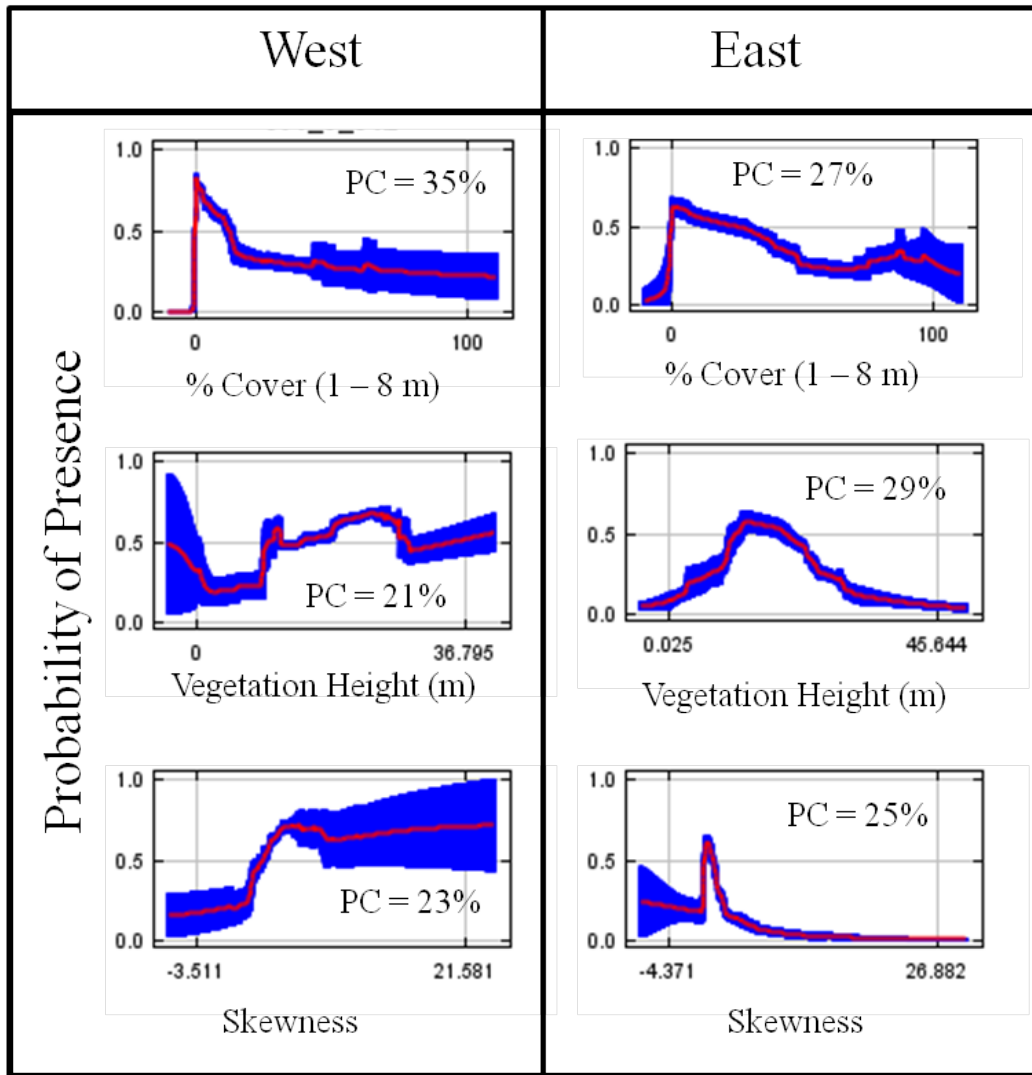 West
East
Probability of Presence
1.0
0.5
0.0
PC = 35%
0
100
% Cover (1 – 8 m)
1.0
0.5
0.0
PC = 27%
0
100
% Cover (1 – 8 m)
1.0
0.5
0.0
PC = 21%
0
36.795
Vegetation Height (m)
1.0
0.5
0.0
PC = 29%
0.025
45.644
Vegetation Height (m)
1.0
0.5
0.0
PC = 23%
-3.511
21.581
Skewness
1.0
0.5
0.0
PC = 25%
-4.371
26.882
Skewness